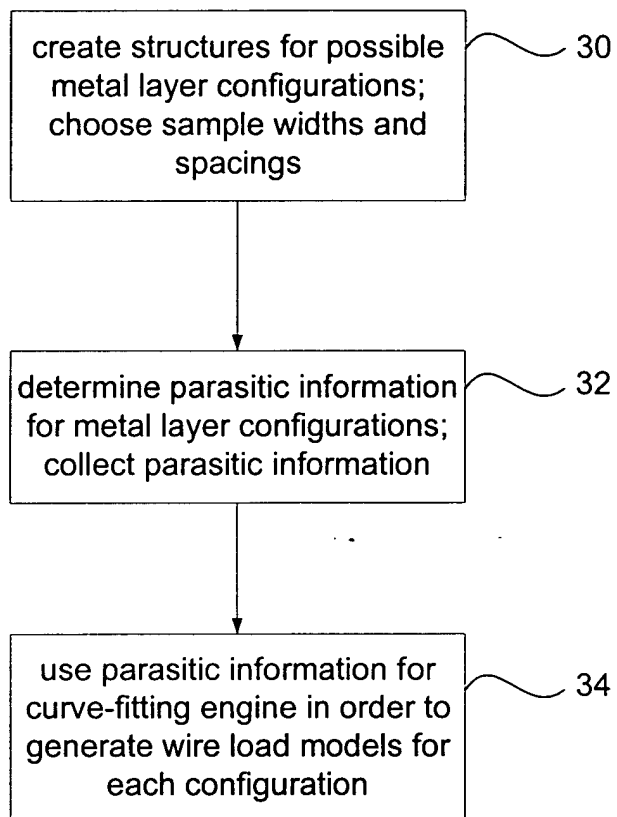 create structures for possible
metal layer configurations;
choose sample widths and
spacings
30
determine parasitic information
for metal layer configurations;
collect parasitic information
32
use parasitic information for
curve-fitting engine in order to
generate wire load models for
each configuration
34